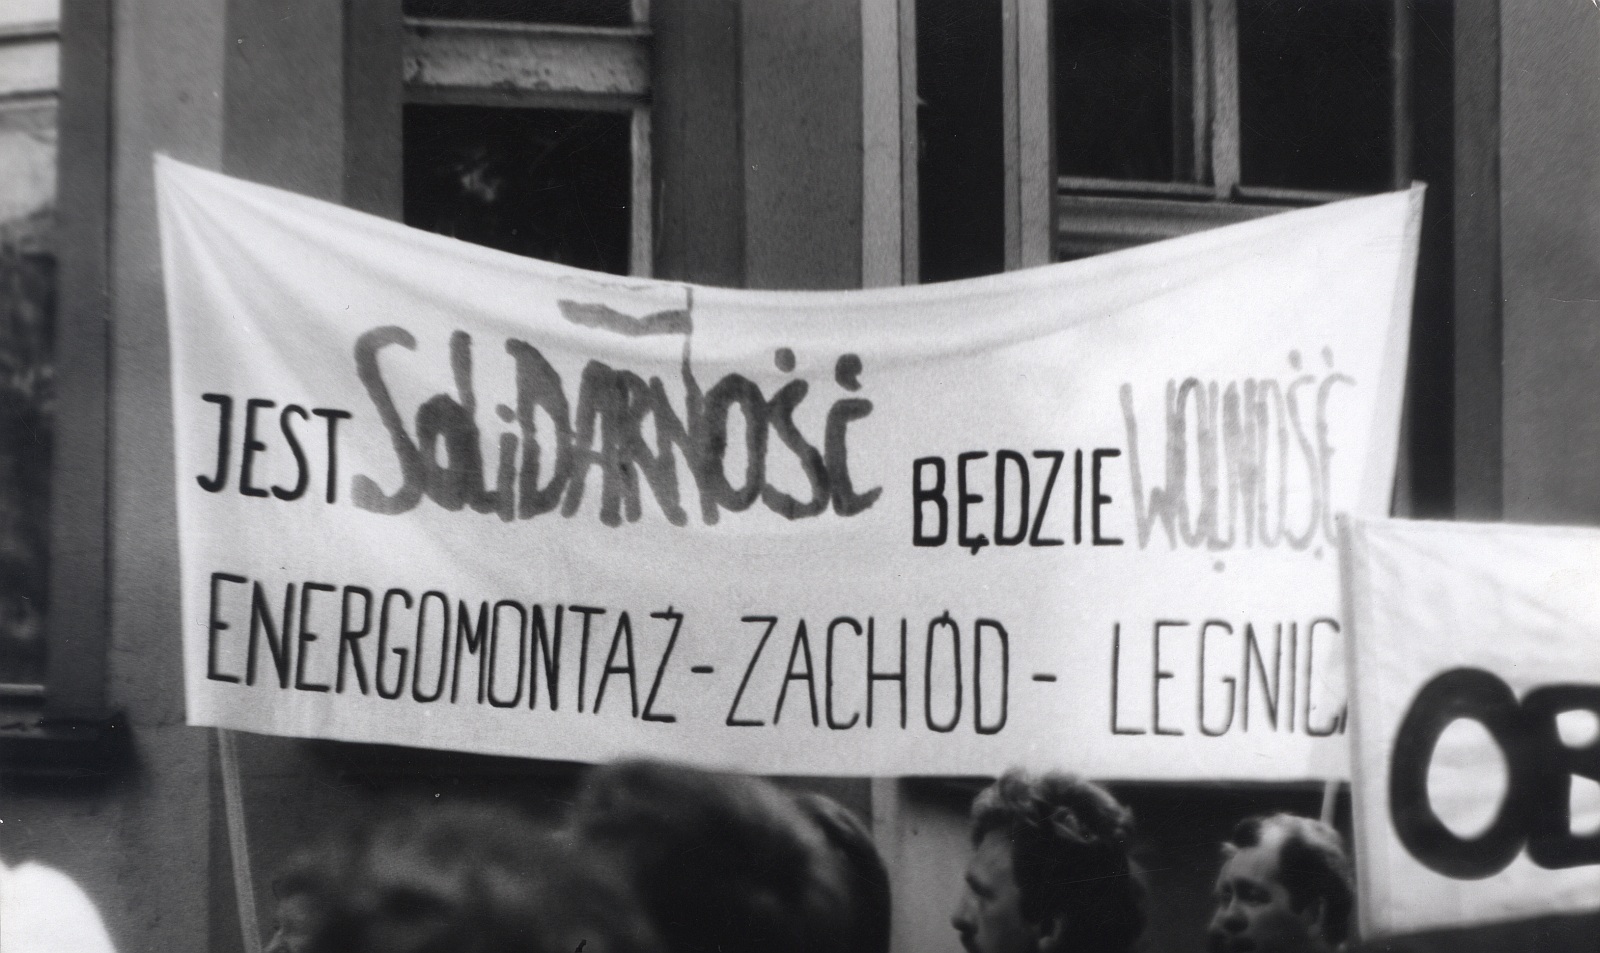 JEST SOLiDARNOŚĆ BĘDZIE WOLNOŚĆ
ENERGOMONTAŻ - ZACHÓD - LEGNIC
OB